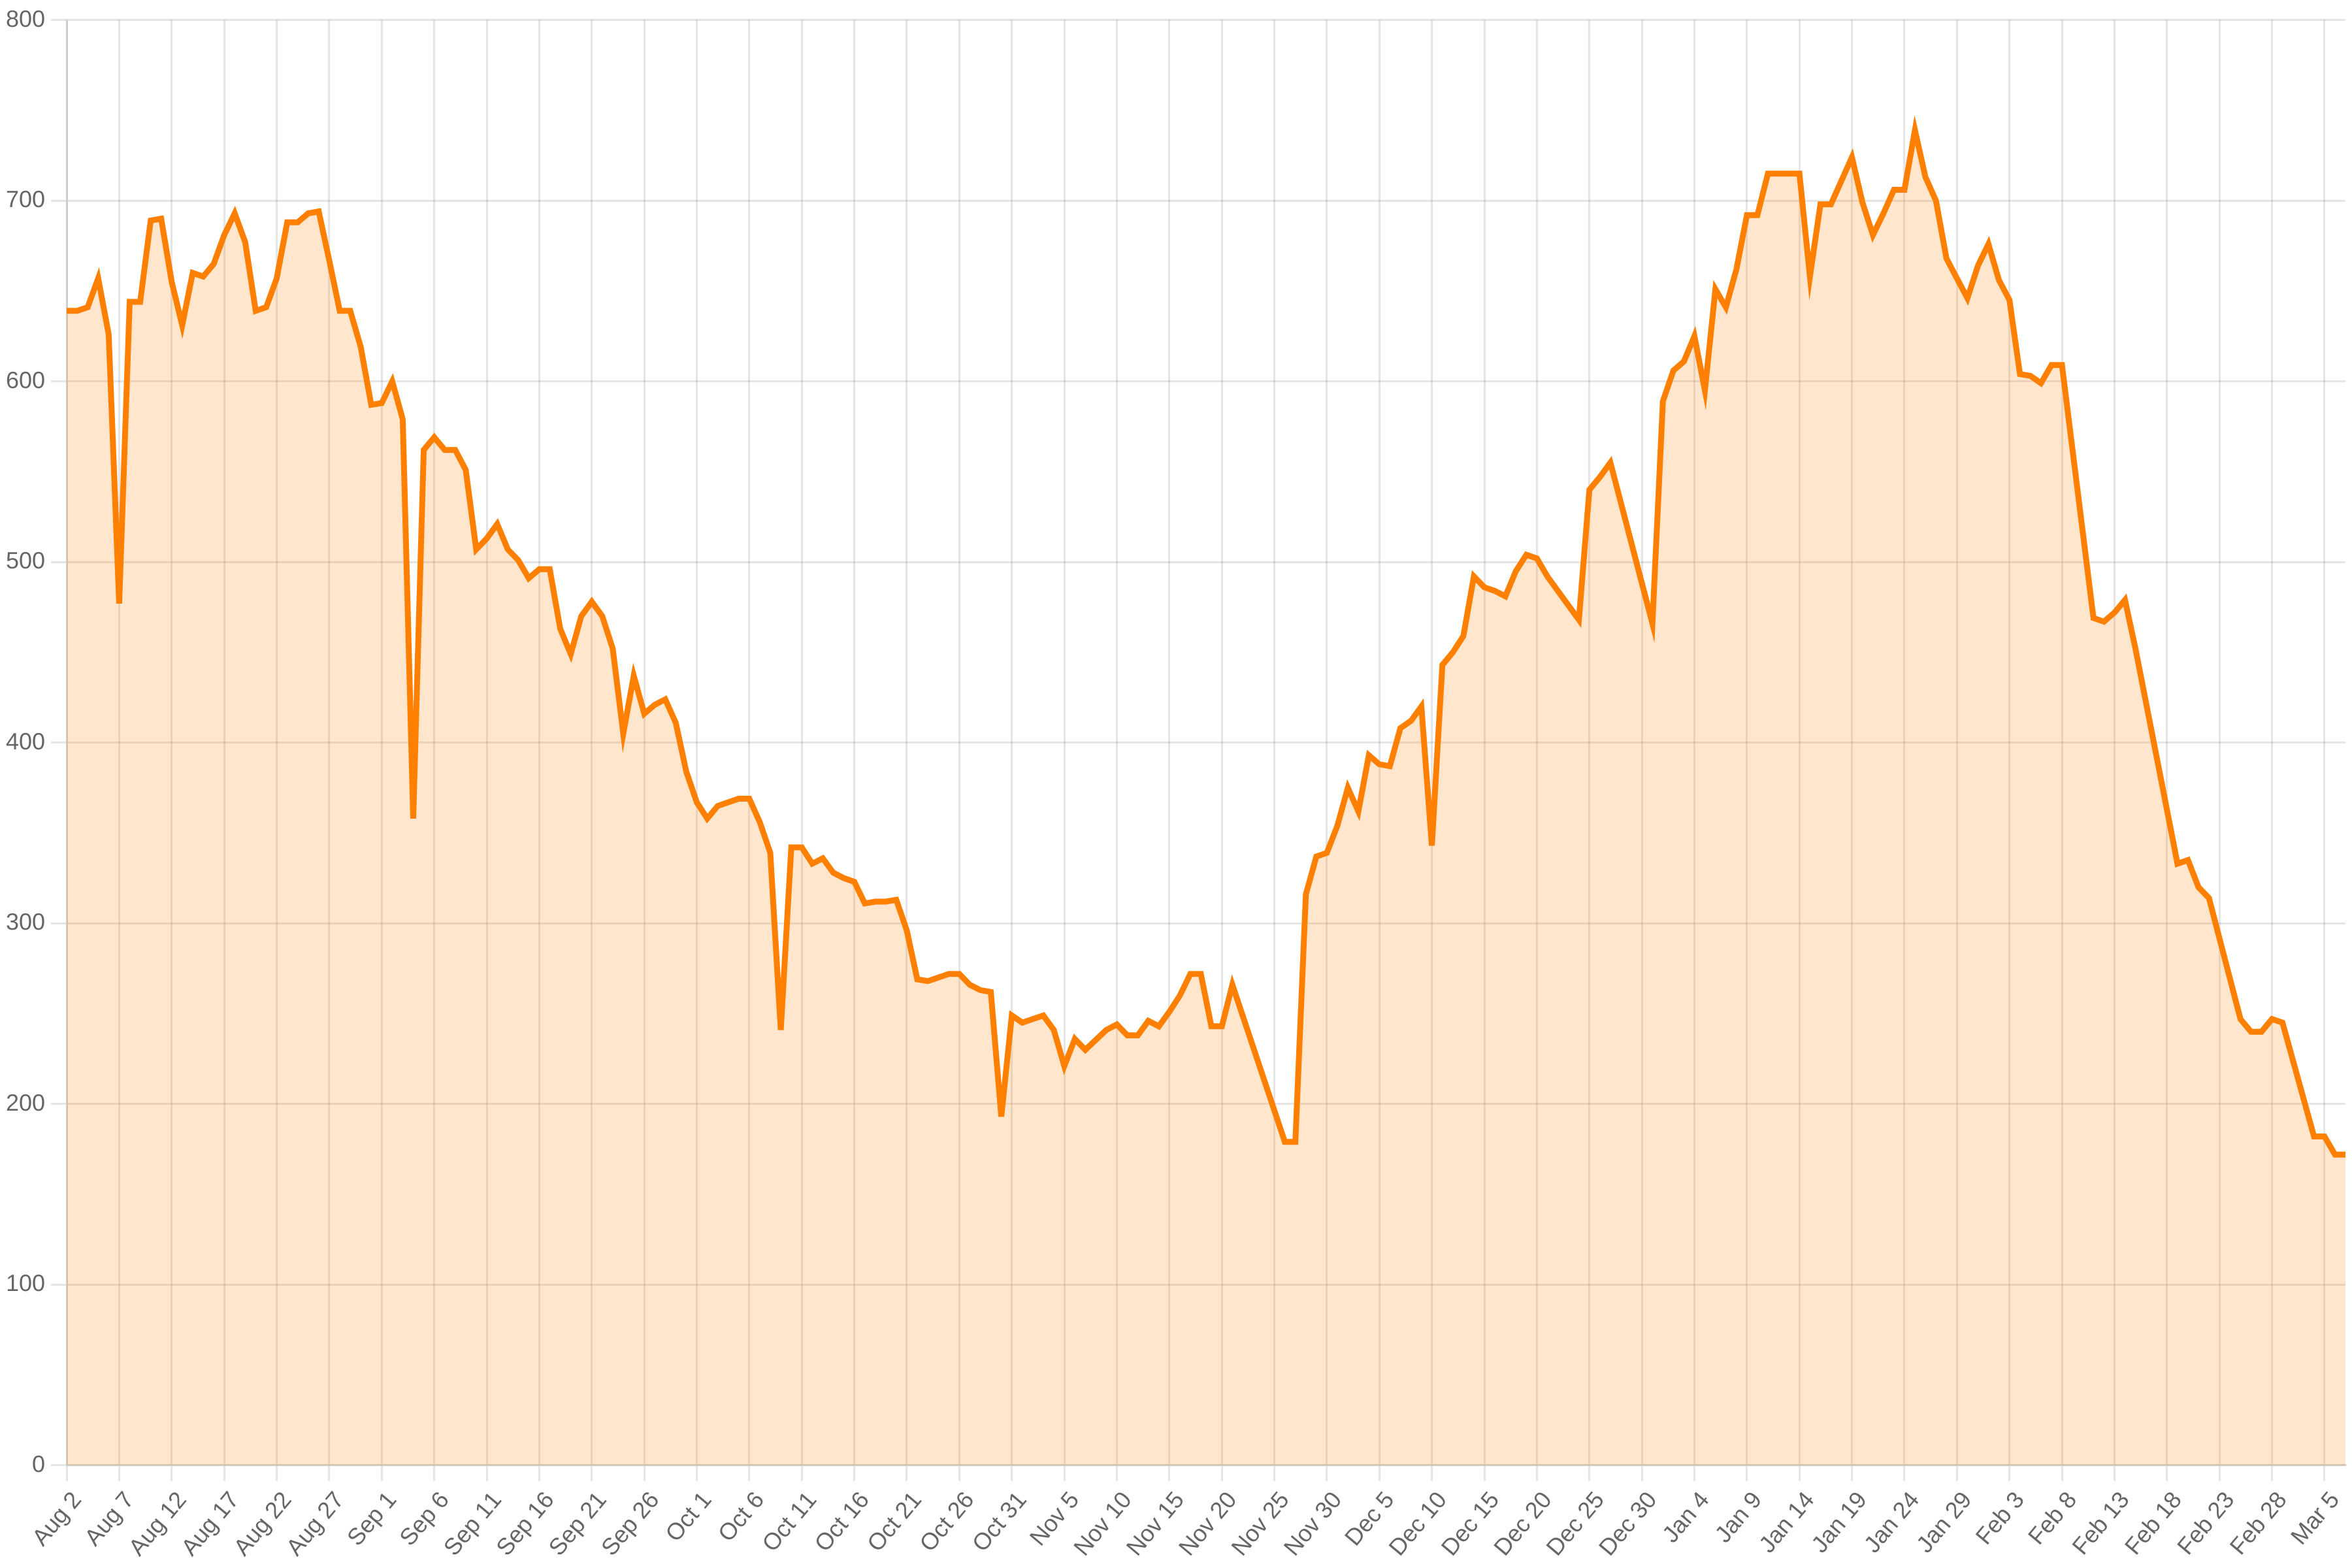 800
700
600
500
400
300
200
100
0
Aug 2
Aug 7
Aug 12
Aug 17
Aug 22
Aug 27
Sep 1
Sep 6
Sep 11
Sep 16
Sep 21
Sep 26
Oct 1
Oct 6
Oct 11
Oct 16
Oct 21
Oct 26
Oct 31
Nov 5
Nov 10
Nov 15
Nov 20
Nov 25
Nov 30
Dec 5
Dec 10
Dec 15
Dec 20
Dec 25
Dec 30
Jan 4
Jan 9
Jan 14
Jan 19
Jan 24
Jan 29
Feb 3
Feb 8
Feb 13
Feb 18
Feb 23
Feb 28
Mar 5